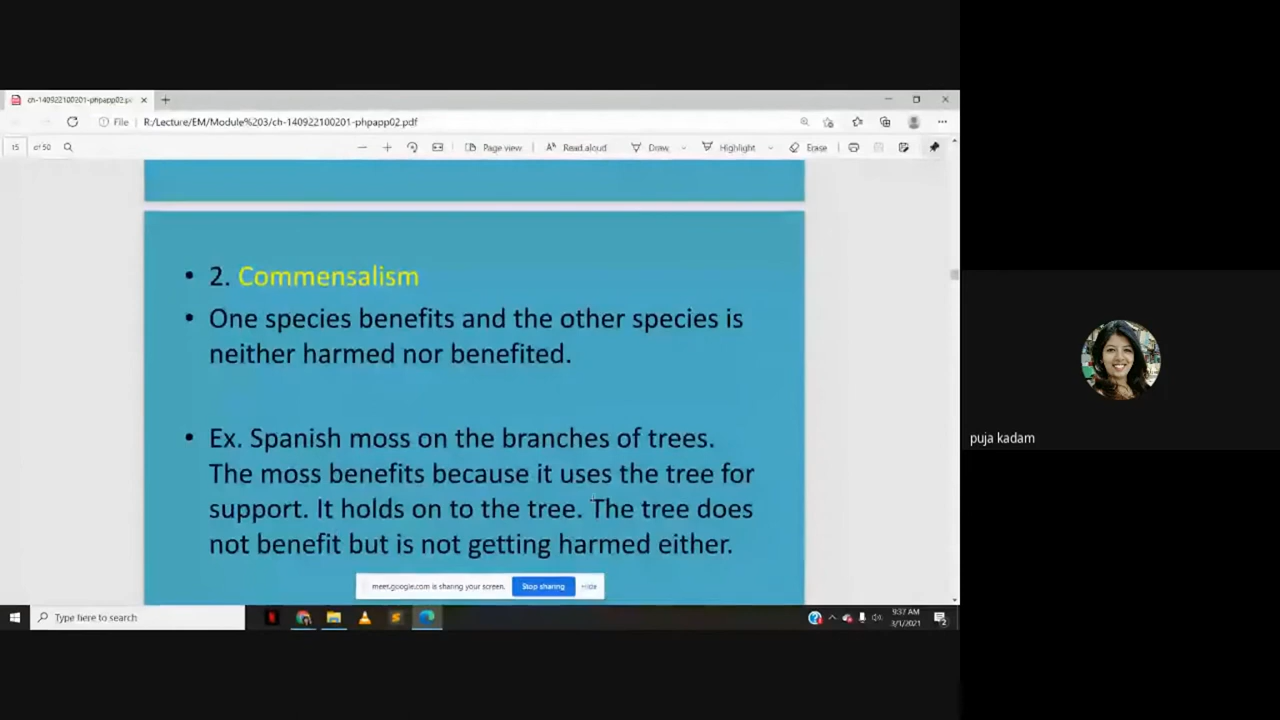 ch-140922100201-phpapp02.pc
File R:/Lecture/EM/Module%203/ch-140922100201-phpapp02.pdf
15 of 50 Page view Read aloud Draw Highlight Erase
• 2. Commensalism
• One species benefits and the other species is
neither harmed nor benefited.
• Ex. Spanish moss on the branches of trees.
The moss benefits because it uses the tree for
support. It holds on to the tree. The tree does
not benefit but is not getting harmed either.
meet.google.com is sharing your screen. Stop sharing Hide
Type here to search
9:37 AM
3/1/2021
puja kadam